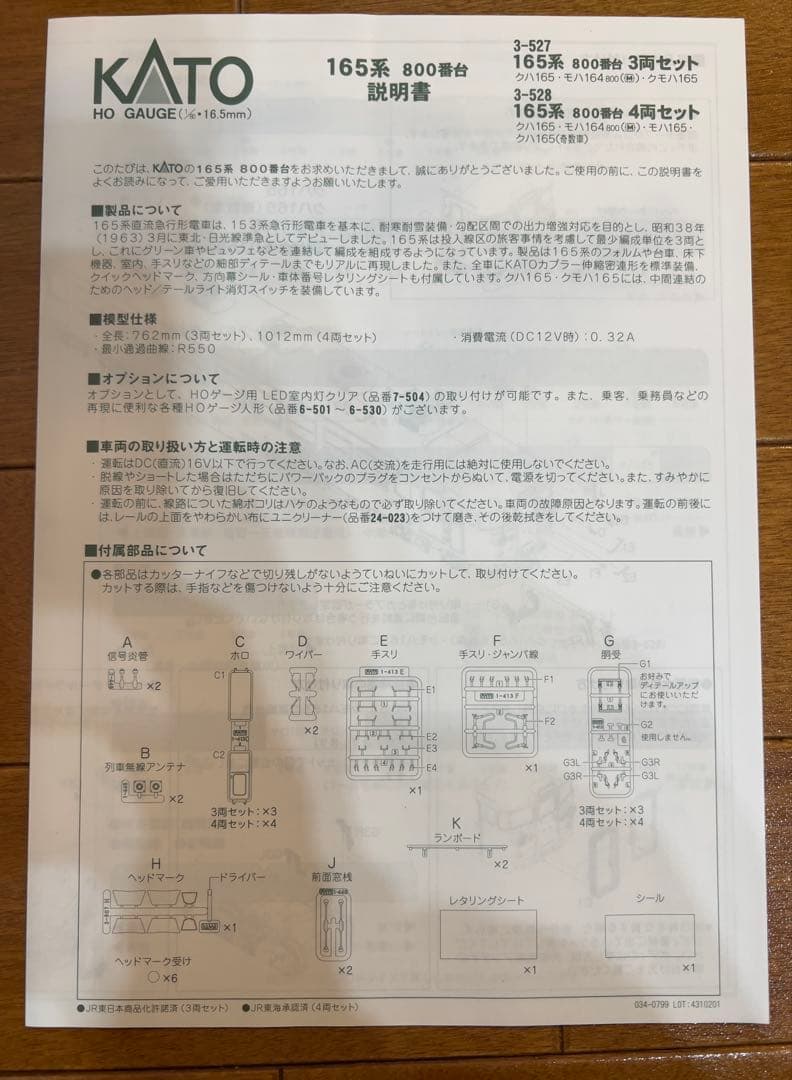 KATO
HO GAUGE(1/80・16.5mm)
165系 800番台
説明書
3-527
165系 800番台 3両セット
クハ165・モハ164 800(M)・クモハ165
3-528
165系 800番台 4両セット
クハ165・モハ164 800(M)・モハ165・
クハ165(奇数車)
このたびは、KATOの165系 800番台をお求めいただきまして、誠にありがとうございました。ご使用の前に、この説明書を
よくお読みになって、ご愛用いただきますようお願いいたします。
■製品について
165系直流急行形電車は、153系急行形電車を基本に、耐寒耐雪装備・勾配区間での出力増強対応を目的とし、昭和38年
(1963)3月に東北・日光線準急としてデビューしました。165系は投入線区の旅客事情を考慮して最少編成単位を3両と
し、これにグリーン車やビュッフェなどを連結して編成を組成するようになっています。製品は165系のフォルムや台車、床下
機器、室内、手スリなどの細部ディテールまでもリアルに再現しました。また、全車にKATOカプラー伸縮密連形を標準装備、
クイックヘッドマーク、方向幕シール・車体番号レタリングシートも付属しています。クハ165・クモハ165には、中間連結の
ためのヘッド/テールライト消灯スイッチを装備しています。
■模型仕様
・全長:762mm(3両セット)、1012mm(4両セット)
・消費電流(DC12V時):0.32A
・最小通過曲線:R550
■オプションについて
オプションとして、HOゲージ用 LED室内灯クリア(品番7-504)の取り付けが可能です。また、乗客、乗務員などの
再現に便利な各種HOゲージ人形(品番6-501～6-530)がございます。
■車両の取り扱い方と運転時の注意
・運転はDC(直流)16V以下で行ってください。なお、AC(交流)を走行用には絶対に使用しないでください。
・脱線やショートした場合はただちにパワーパックのプラグをコンセントからぬいて、電源を切ってください。また、すみやかに
原因を取り除いてから復旧してください。
・運転の前に、線路についた綿ボコリはハケのようなもので必ず取り除いてください。車両の故障原因となります。運転の前後に
は、レールの上面をやわらかい布にユニクリーナー(品番24-023)をつけて磨き、その後乾拭きをしてください。
■付属部品について
●各部品はカッターナイフなどで切り残しがないようていねいにカットして、取り付けてください。
カットする際は、手指などを傷つけないよう十分にご注意ください。
A
信号炎管
×2
B
列車無線アンテナ
×2
C
ホロ
C1
C2
3両セット:×3
4両セット:×4
D
ワイパー
×2
E
手スリ
KATO 1-413 E
E1
E2
E3
E4
×1
F
手スリ・ジャンパ線
KATO 1-413 F
F1
F2
×1
G
胴受
G1
お好みで
ディテールアップ
にお使いいただ
けます。
G2
使用しません。
G3L
G3R
G3R
G3L
3両セット:×3
4両セット:×4
H
ヘッドマーク
ドライバー
×1
ヘッドマーク受け
×6
J
前面窓桟
×2
K
ランボード
×2
レタリングシート
×1
シール
×1
●JR東日本商品化許諾済(3両セット)
●JR東海承認済(4両セット)
034-0799 LOT:4310201